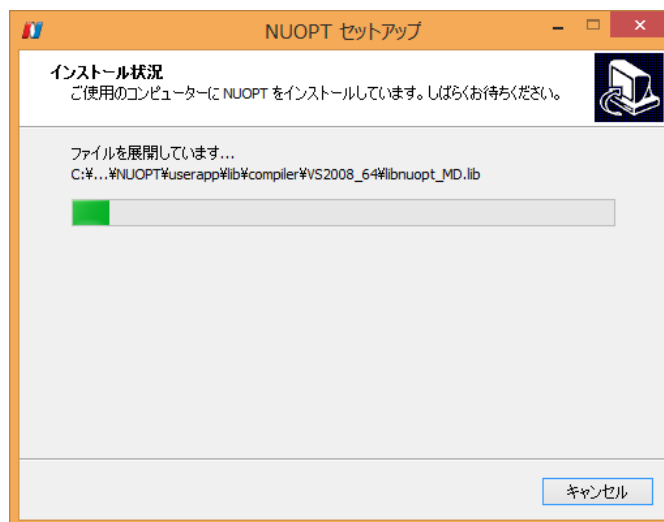 NUOPT セットアップ
インストール状況
ご使用のコンピューターに NUOPT をインストールしています。しばらくお待ちください。
ファイルを展開しています...
C:¥...¥NUOPT¥userapp¥lib¥compiler¥VS2008_64¥libnuopt_MD.lib
キャンセル